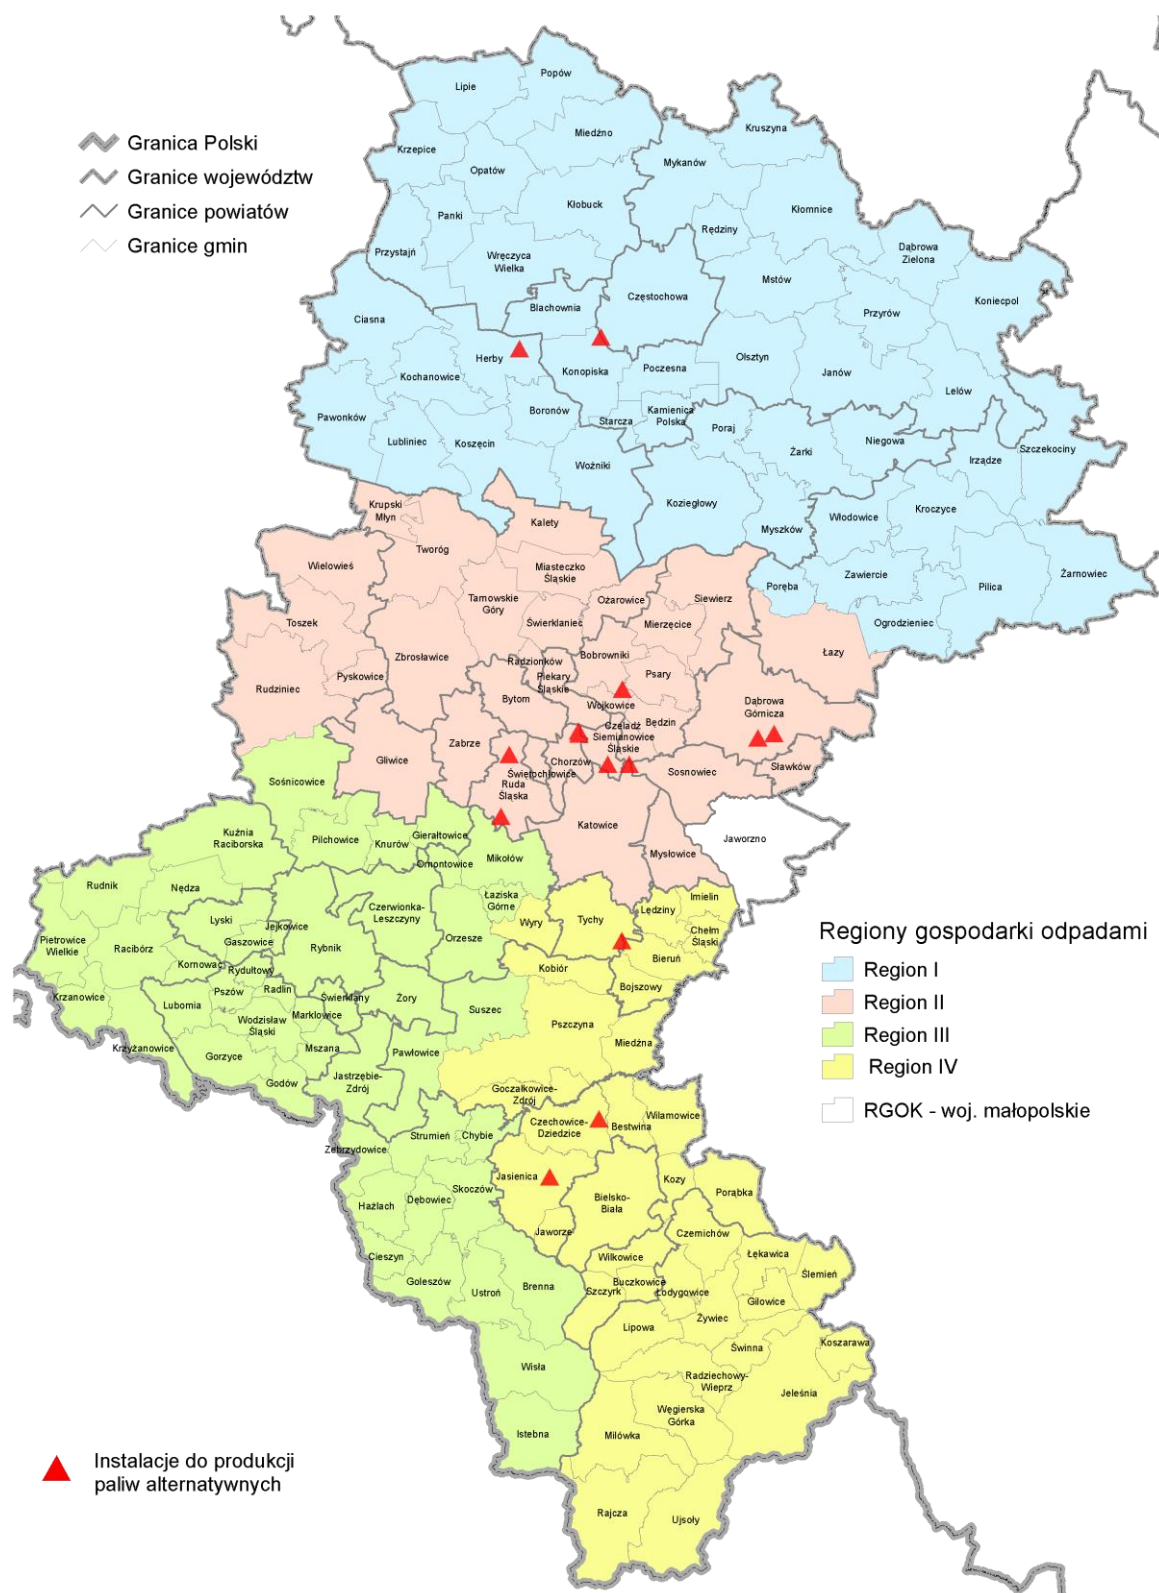 Granica Polski
Granice województw
Granice powiatów
Granice gmin
Lipie
Popów
Miedźno
Kruszyna
Krzepice
Opatów
Mykanów
Kłobuck
Panki
Kłomnice
Rędziny
Przystajń
Wręczyca
Wielka
Dąbrowa
Zielona
Mstów
Częstochowa
Koniecpol
Blachownia
Przyrów
Ciasna
Herby
Olsztyn
Konopiska
Poczesna
Janów
Kochanowice
Lelów
Boronów
Kamienica
Polska
Pawonków
Starcza
Poraj
Lubliniec
Koszęcin
Niegowa
Żarki
Szczekociny
Irządze
Woźniki
Koziegłowy
Krupski
Młyn
Kroczyce
Kalety
Włodowice
Myszków
Tworóg
Wielowieś
Miasteczko
Śląskie
Zawiercie
Żarnowiec
Poręba
Pilica
Tarnowskie
Góry
Ożarowice
Siewierz
Toszek
Świerklaniec
Mierzęcice
Ogrodzieniec
Łazy
Zbrosławice
Radzionków
Bobrowniki
Pyskowice
Piekary
Śląskie
Psary
Rudziniec
Bytom
Wojkowice
Dąbrowa
Górnicza
Będzin
Czeladź
Siemianowice
Śląskie
Zabrze
Gliwice
Chorzów
Świętochłowice
Sosnowiec
Sławków
Sośnicowice
Ruda
Śląska
Katowice
Kuźnia
Raciborska
Gierałtowice
Pilchowice
Knurów
Jaworzno
Mysłowice
Ornontowice
Mikołów
Rudnik
Nędza
Łaziska
Górne
Imielin
Lędziny
Czerwionka-
Leszczyny
Lyski
Wyry
Tychy
Jejkowice
Chełm
Śląski
Pietrowice
Wielkie
Racibórz
Gaszowice
Rybnik
Orzesze
Bieruń
Kornowac
Rydułtowy
Kobiór
Bojszowy
Krzanowice
Pszów
Radlin
Świerklany
Żory
Lubomia
Suszec
Marklowice
Wodzisław
Śląski
Pszczyna
Miedźna
Krzyżanowice
Gorzyce
Mszana
Pawłowice
Godów
Jastrzębie-
Zdrój
Goczałkowice-
Zdrój
Regiony gospodarki odpadami
Region I
Region II
Region III
Region IV
RGOK - woj. małopolskie
Strumień
Chybie
Czechowice-
Dziedzice
Bestwina
Wilamowice
Zebrzydowice
Jasienica
Kozy
Skoczów
Porąbka
Dębowiec
Hażlach
Bielsko-
Biała
Jaworze
Czernichów
Cieszyn
Wilkowice
Łękawica
Goleszów
Ślemień
Brenna
Ustroń
Buczkowice
Szczyrk
Łodygowice
Gilowice
Żywiec
Lipowa
Koszarawa
Świnna
Wisła
Radziechowy-
Wieprz
Jeleśnia
Węgierska
Górka
Istebna
Milówka
Instalacje do produkcji
paliw alternatywnych
Rajcza
Ujsoły